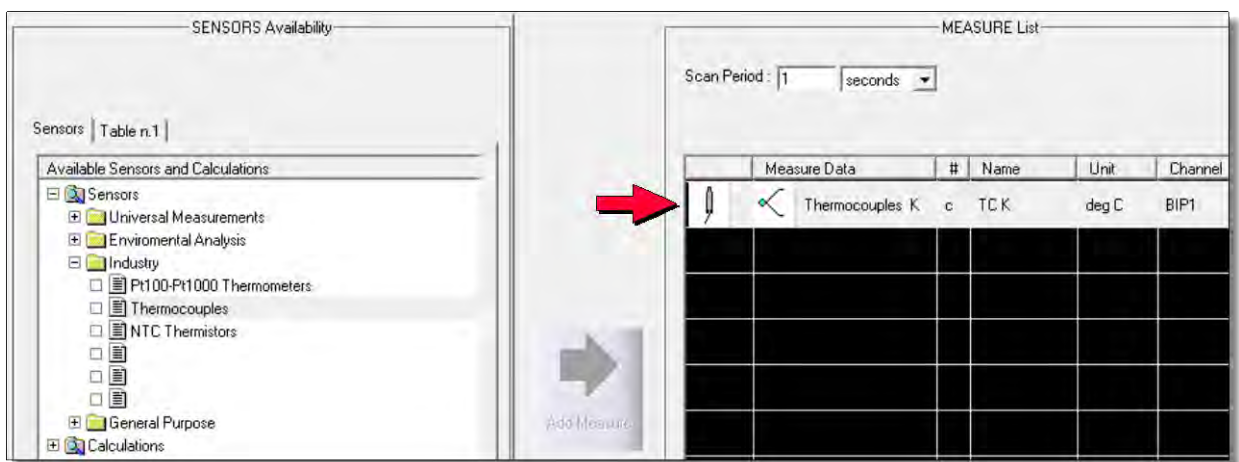 SENSORS Availability
Sensors
Table n.1
Available Sensors and Calculations
Sensors
Universal Measurements
Enviromental Analysis
Industry
Pt100-Pt1000 Thermometers
Thermocouples
NTC Thermistors
General Purpose
Calculations
Add Measure
MEASURE List
Scan Period : 1 seconds
Measure Data # Name Unit Channel
Thermocouples K c TC K deg C BIP1